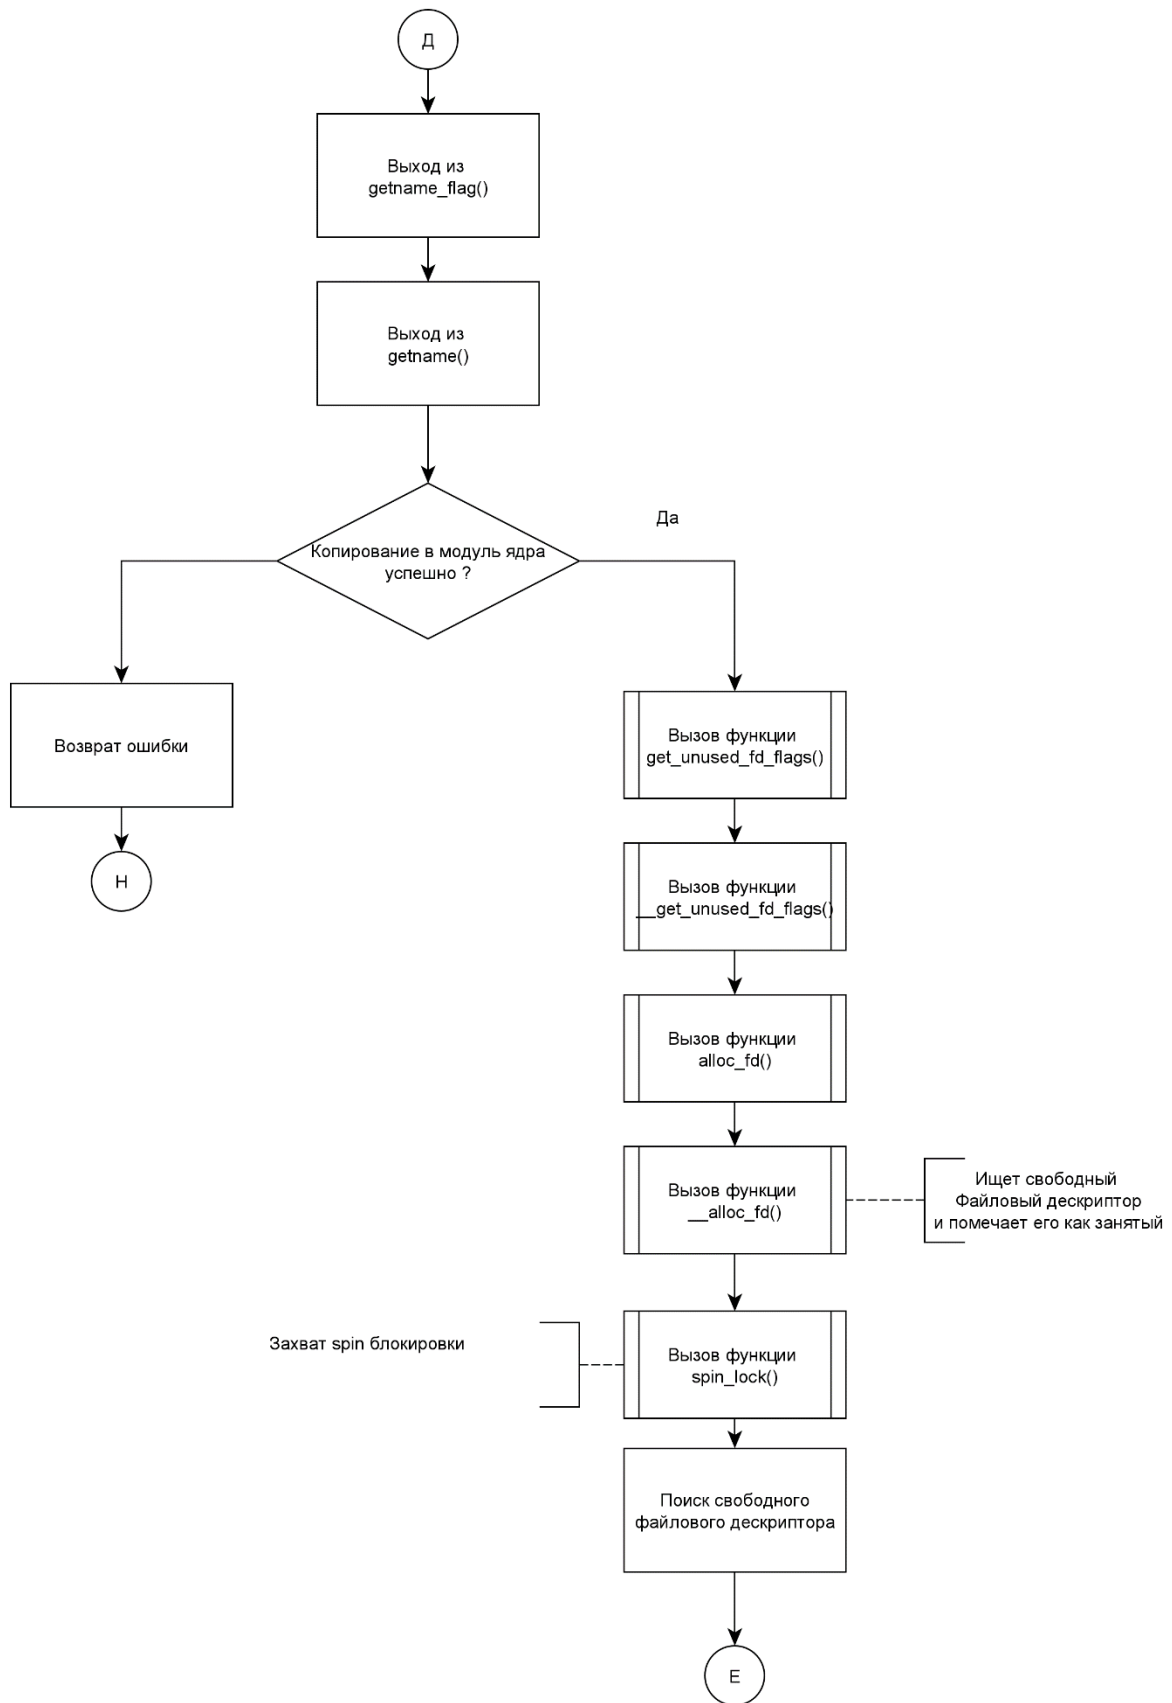 Д
Выход из
getname_flag()
Выход из
getname()
Да
Копирование в модуль ядра
успешно ?
Возврат ошибки
Н
Вызов функции
get_unused_fd_flags()
Вызов функции
__get_unused_fd_flags()
Вызов функции
alloc_fd()
Вызов функции
__alloc_fd()
Ищет свободный
Файловый дескриптор
и помечает его как занятый
Захват spin блокировки
Вызов функции
spin_lock()
Поиск свободного
файлового дескриптора
Е